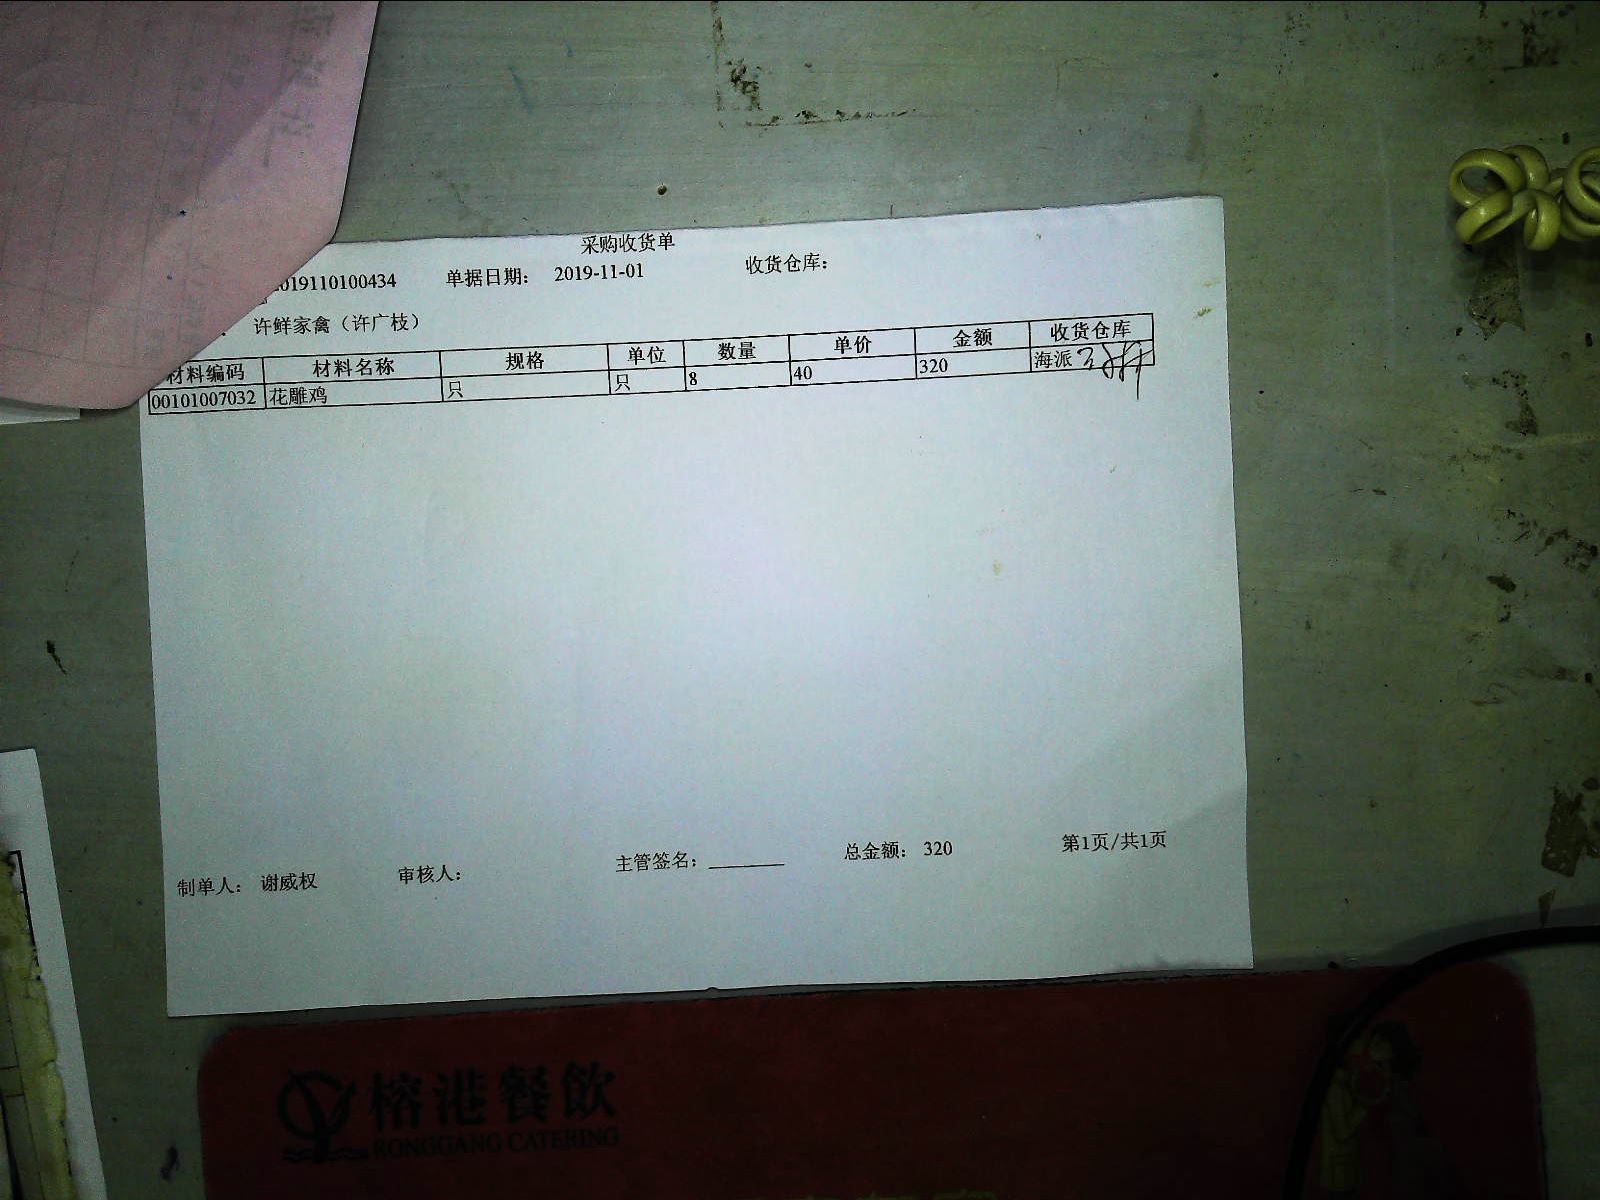 采购收货单
019110100434 单据日期： 2019-11-01 收货仓库：
许鲜家禽（许广枝）
材料编码 材料名称 规格 单位 数量 单价 金额 收货仓库
00101007032 花雕鸡 只 只 8 40 320 海派
制单人： 谢威权 审核人： 主管签名：________ 总金额： 320 第1页/共1页
榕港餐飲
RONGGANG CATERING